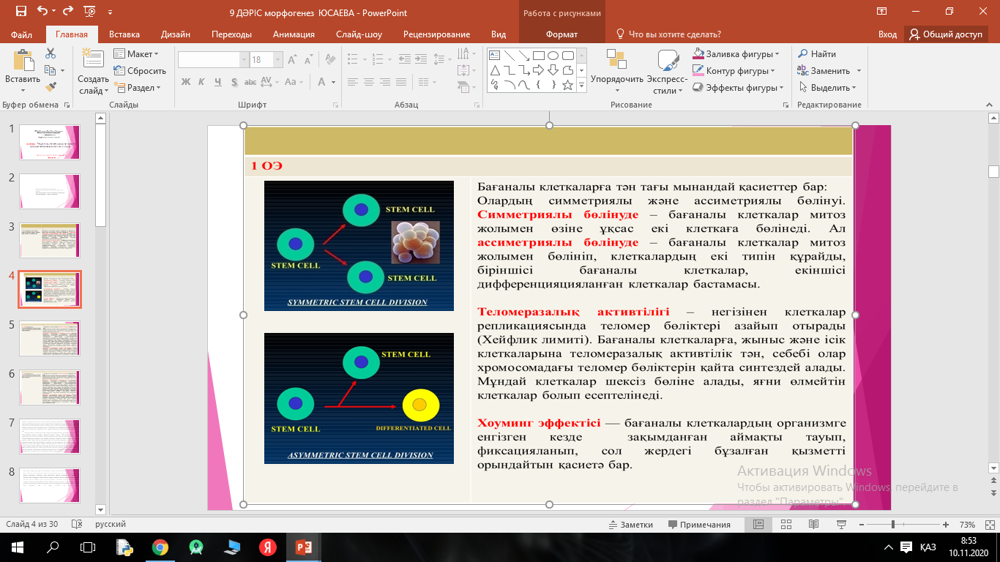 9 ДӘРІС морфогенез ЮСАЕВА - PowerPoint
Работа с рисунками
Файл Главная Вставка Дизайн Переходы Анимация Слайд-шоу Рецензирование Вид Формат Что вы хотите сделать? Вход Общий доступ
Вставить
Буфер обмена
Создать слайд
Макет
Сбросить
Раздел
Слайды
18
Ж К Ч S abc AV Aa A
Шрифт
Абзац
Упорядочить
Экспресс-стили
Заливка фигуры
Контур фигуры
Эффекты фигуры
Рисование
Найти
Заменить
Выделить
Редактирование
1
2
3
4
5
6
7
8
1 ОЭ
STEM CELL
STEM CELL
STEM CELL
SYMMETRIC STEM CELL DIVISION
STEM CELL
STEM CELL
DIFFERENTIATED CELL
ASYMETRIC STEM CELL DIVISION
Бағаналы клеткаларға тән тағы мынандай қасиеттер бар:
Олардың симметриялы және ассиметриялы бөлінуі.
Симметриялы бөлінуде – бағаналы клеткалар митоз
жолымен өзіне ұқсас екі клеткаға бөлінеді. Ал
ассиметриялы бөлінуде – бағаналы клеткалар митоз
жолымен бөлініп, клеткалардың екі типін құрайды,
біріншісі бағаналы клеткалар, екіншісі
дифференциялланған клеткалар бастамасы.
Теломеразалық активтілігі – негізінен клеткалар
репликациясында теломер бөліктері азайып отырады
(Хейфлик лимиті). Бағаналы клеткаларға, жыныс және ісік
клеткаларына теломеразалық активтілік тән, себебі олар
хромосомадағы теломер бөліктерін қайта синтездей алады.
Мұндай клеткалар шексіз бөліне алады, яғни өлмейтін
клеткалар болып есептелінеді.
Хоуминг эффектісі — бағаналы клеткалардың организмге
енгізген кезде зақымданған аймақты тауып,
фиксацияланып, сол жердегі бұзалған қызметті
орындайтын қасиетә бар.
Активация Windows
Чтобы активировать Windows, перейдите в
раздел "Параметры".
Слайд 4 из 30 русский Заметки Примечания 73%
ҚАЗ
8:53
10.11.2020